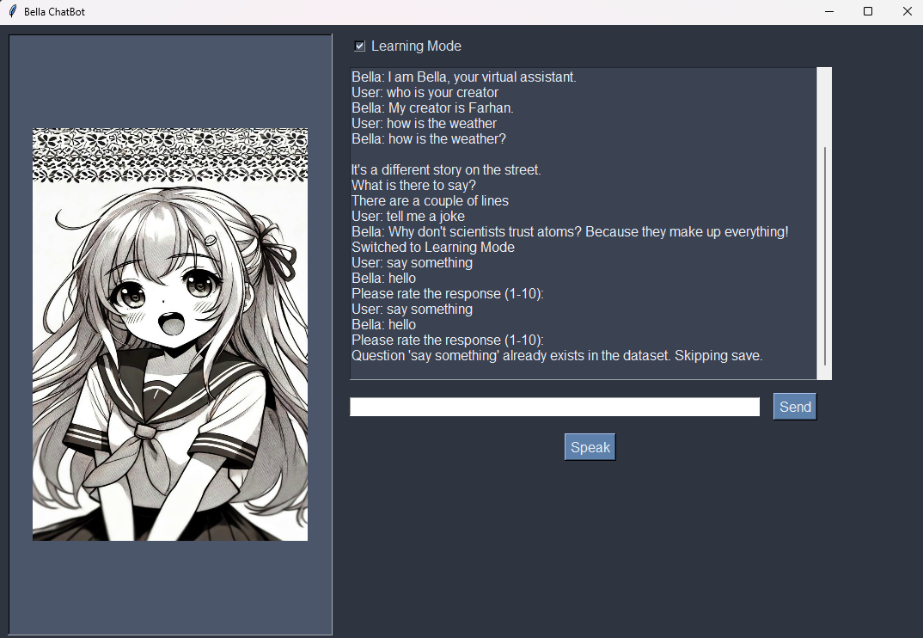 Bella ChatBot
Learning Mode
Bella: I am Bella, your virtual assistant.
User: who is your creator
Bella: My creator is Farhan.
User: how is the weather
Bella: how is the weather?
It's a different story on the street.
What is there to say?
There are a couple of lines
User: tell me a joke
Bella: Why don't scientists trust atoms? Because they make up everything!
Switched to Learning Mode
User: say something
Bella: hello
Please rate the response (1-10):
User: say something
Bella: hello
Please rate the response (1-10):
Question 'say something' already exists in the dataset. Skipping save.
Send
Speak